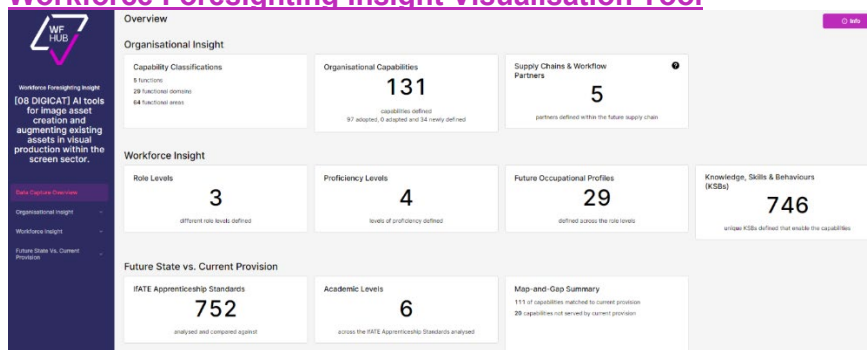 Workforce Foresighting Insight Visualisation Tool
WF
HUB
Workforce Foresighting Insight
[08 DIGICAT] AI tools
for image asset
creation and
augmenting existing
assets in visual
production within the
screen sector.
Data Capture Overview
Organisational Insight
Workforce Insight
Future State Vs. Current
Provision
Overview
Info
Organisational Insight
Capability Classifications
5 functions
20 functional domains
64 functional areas
Organisational Capabilities
131
capabilities defined
97 adopted, 0 adapted and 34 newly defined
Supply Chains & Workflow
Partners
?
5
partners defined within the future supply chain
Workforce Insight
Role Levels
3
different role levels defined
Proficiency Levels
4
levels of proficiency defined
Future Occupational Profiles
29
defined across the role levels
Knowledge, Skills & Behaviours
(KSBs)
746
unique KSBs defined that enable the capabilities
Future State vs. Current Provision
IfATE Apprenticeship Standards
752
analysed and compared against
Academic Levels
6
across the IfATE Apprenticeship Standards analysed
Map-and-Gap Summary
111 of capabilities matched to current provision
20 capabilities not served by current provision